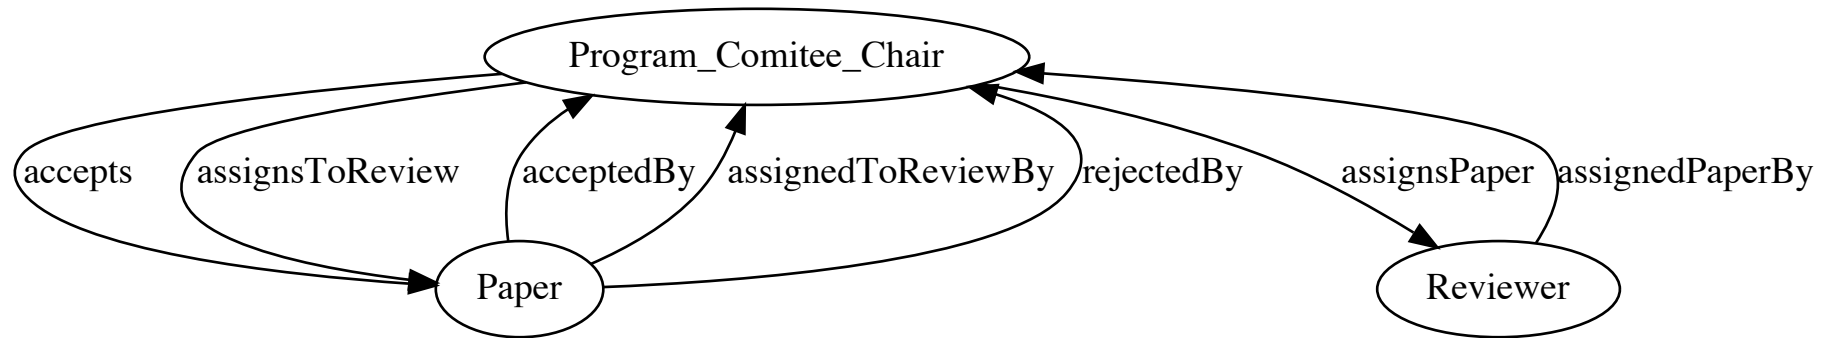 Program_Comitee_Chair
accepts
assignsToReview
acceptedBy
assignedToReviewBy
rejectedBy
assignsPaper
assignedPaperBy
Paper
Reviewer